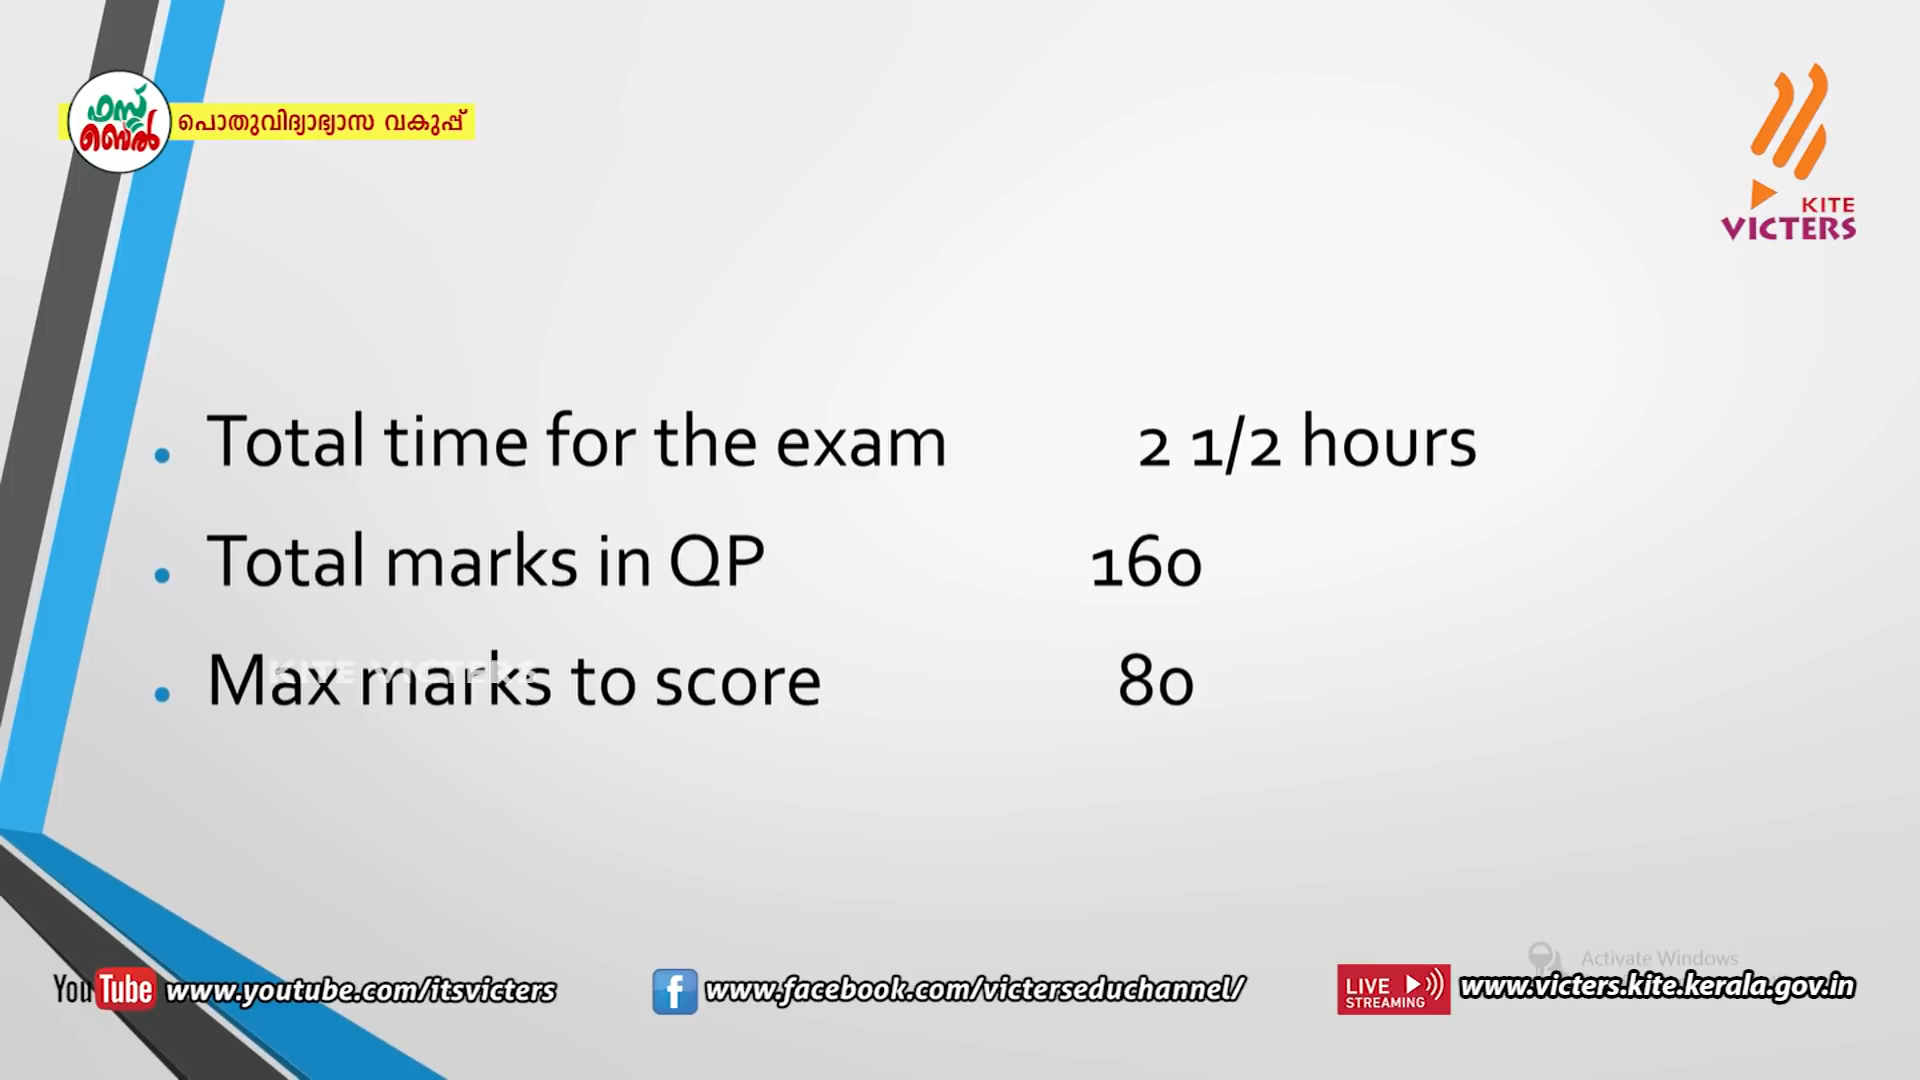 ഫസ്റ്റ്
ബെൽ
പൊതുവിദ്യാഭ്യാസ വകുപ്പ്
KITE
VICTERS
Total time for the exam 2 1/2 hours
Total marks in QP 160
Max marks to score 80
KITE VICTERS
Activate Windows
YouTube www.youtube.com/itsvicters
f www.facebook.com/victerseduchannel/
LIVE STREAMING www.victers.kite.kerala.gov.in